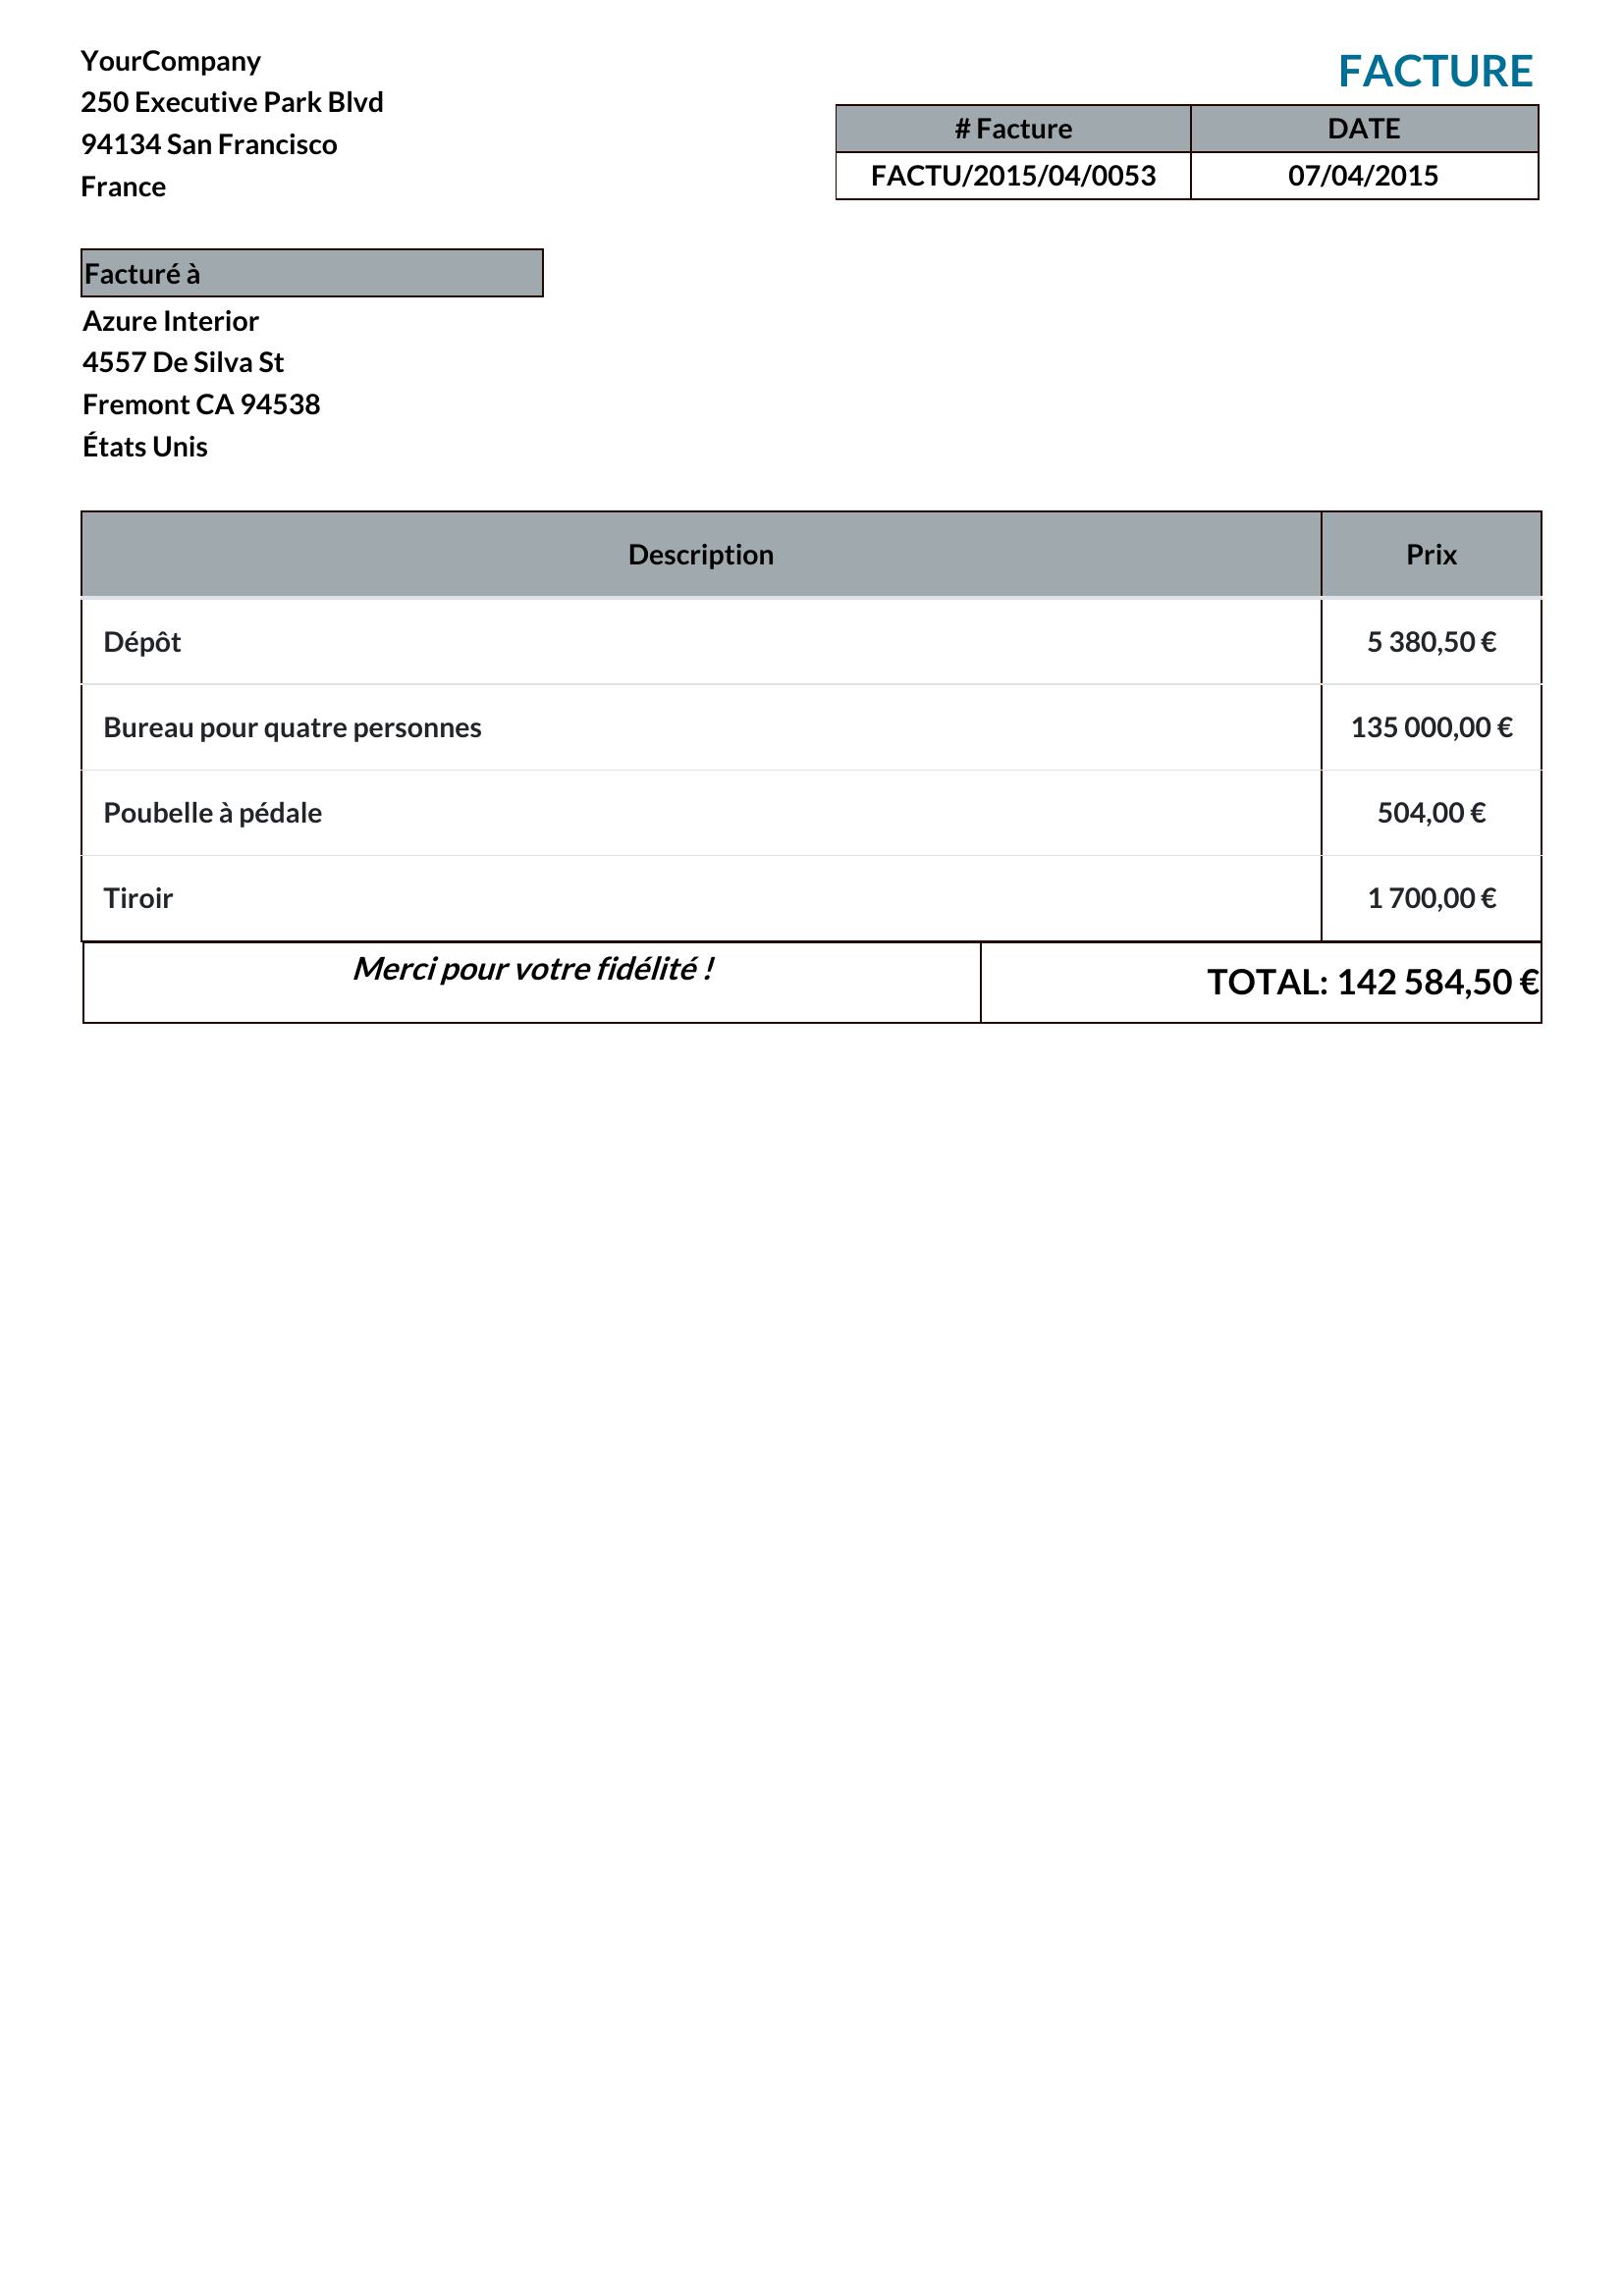 YourCompany
250 Executive Park Blvd
94134 San Francisco
France
FACTURE
# Facture DATE
FACTU/2015/04/0053 07/04/2015
Facturé à
Azure Interior
4557 De Silva St
Fremont CA 94538
États Unis
Description Prix
Dépôt 5 380,50 €
Bureau pour quatre personnes 135 000,00 €
Poubelle à pédale 504,00 €
Tiroir 1 700,00 €
Merci pour votre fidélité !
TOTAL: 142 584,50 €